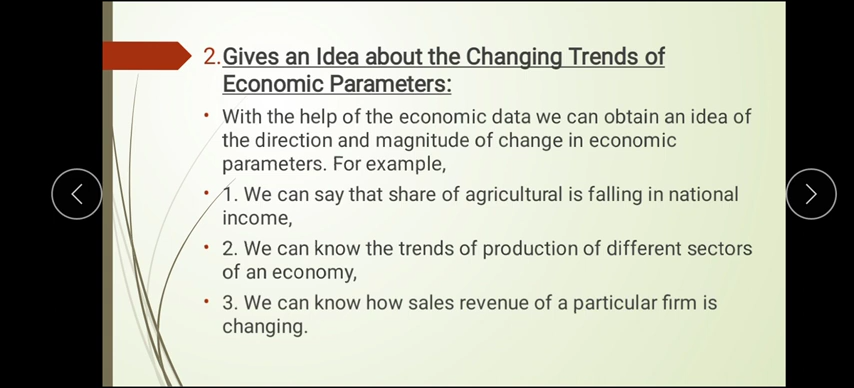 2.Gives an Idea about the Changing Trends of
Economic Parameters:
• With the help of the economic data we can obtain an idea of
the direction and magnitude of change in economic
parameters. For example,
• 1. We can say that share of agricultural is falling in national
income,
• 2. We can know the trends of production of different sectors
of an economy,
• 3. We can know how sales revenue of a particular firm is
changing.